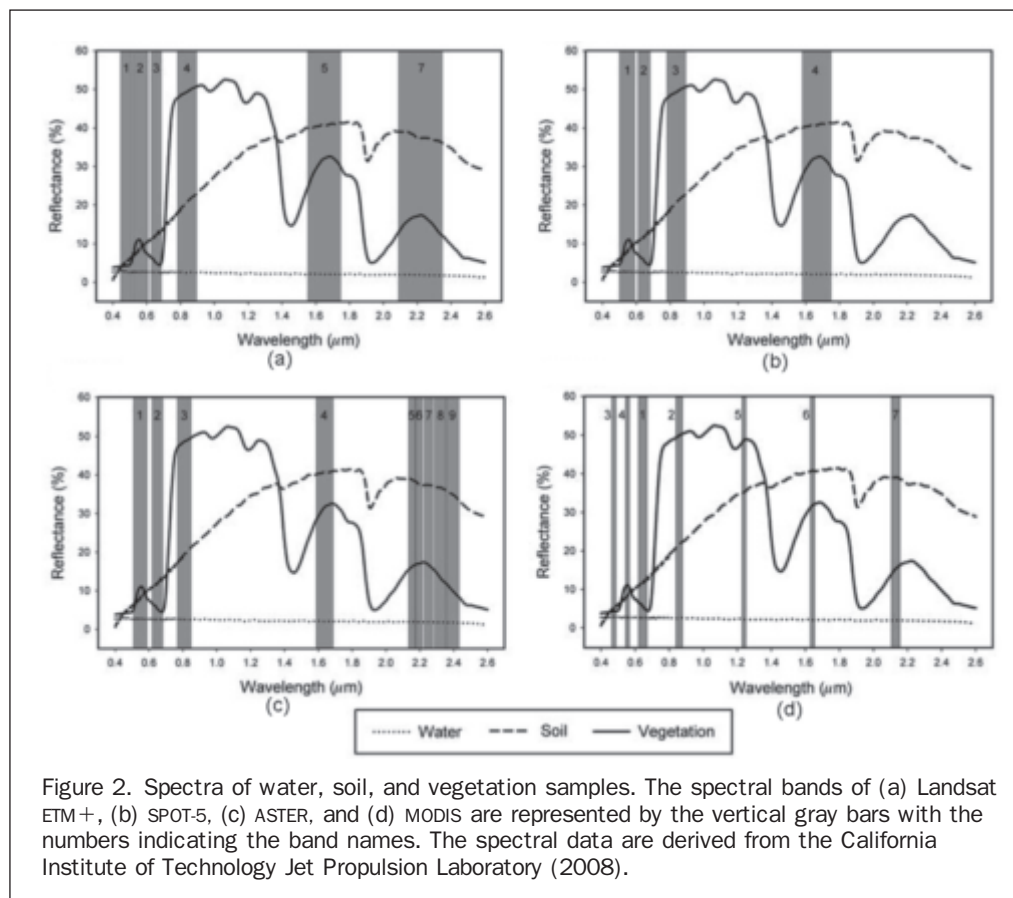 60
50
40
30
20
10
0
Reflectance (%)
1 2 3 4 5 7
0.4 0.6 0.8 1.0 1.2 1.4 1.6 1.8 2.0 2.2 2.4 2.6
Wavelength (μm)
(a)
60
50
40
30
20
10
0
Reflectance (%)
1 2 3 4
0.4 0.6 0.8 1.0 1.2 1.4 1.6 1.8 2.0 2.2 2.4 2.6
Wavelength (μm)
(b)
60
50
40
30
20
10
0
Reflectance (%)
1 2 3 4 56 7 8 9
0.4 0.6 0.8 1.0 1.2 1.4 1.6 1.8 2.0 2.2 2.4 2.6
Wavelength (μm)
(c)
60
50
40
30
20
10
0
Reflectance (%)
3 4 1 2 5 6 7
0.4 0.6 0.8 1.0 1.2 1.4 1.6 1.8 2.0 2.2 2.4 2.6
Wavelength (μm)
(d)
Water Soil Vegetation
Figure 2. Spectra of water, soil, and vegetation samples. The spectral bands of (a) Landsat
ETM+, (b) SPOT-5, (c) ASTER, and (d) MODIS are represented by the vertical gray bars with the
numbers indicating the band names. The spectral data are derived from the California
Institute of Technology Jet Propulsion Laboratory (2008).